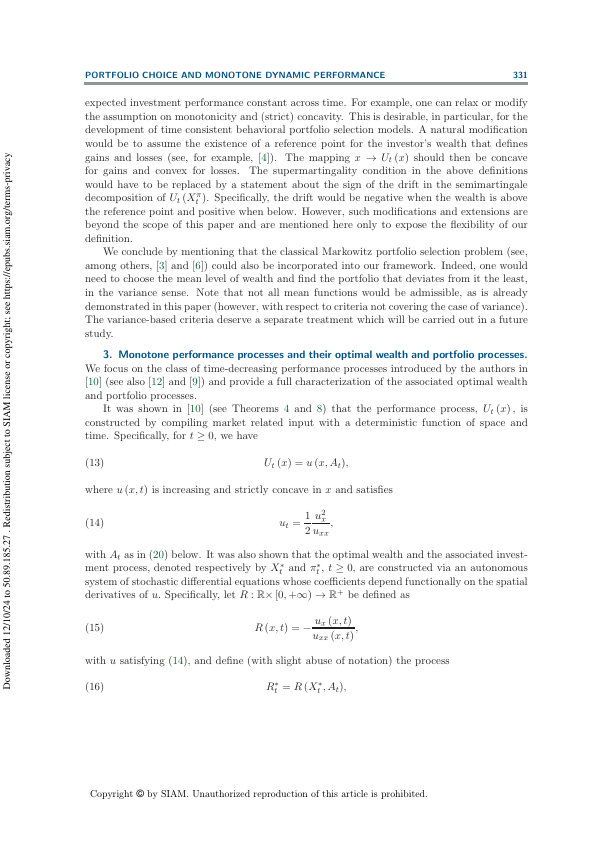 PORTFOLIO CHOICE AND MONOTONE DYNAMIC PERFORMANCE 331
expected investment performance constant across time. For example, one can relax or modify
the assumption on monotonicity and (strict) concavity. This is desirable, in particular, for the
development of time consistent behavioral portfolio selection models. A natural modification
would be to assume the existence of a reference point for the investor's wealth that defines
gains and losses (see, for example, [4]). The mapping x → U_t (x) should then be concave
for gains and convex for losses. The supermartingality condition in the above definitions
would have to be replaced by a statement about the sign of the drift in the semimartingale
decomposition of U_t (X_t^π). Specifically, the drift would be negative when the wealth is above
the reference point and positive when below. However, such modifications and extensions are
beyond the scope of this paper and are mentioned here only to expose the flexibility of our
definition.
We conclude by mentioning that the classical Markowitz portfolio selection problem (see,
among others, [3] and [6]) could also be incorporated into our framework. Indeed, one would
need to choose the mean level of wealth and find the portfolio that deviates from it the least,
in the variance sense. Note that not all mean functions would be admissible, as is already
demonstrated in this paper (however, with respect to criteria not covering the case of variance).
The variance-based criteria deserve a separate treatment which will be carried out in a future
study.
3. Monotone performance processes and their optimal wealth and portfolio processes.
We focus on the class of time-decreasing performance processes introduced by the authors in
[10] (see also [12] and [9]) and provide a full characterization of the associated optimal wealth
and portfolio processes.
It was shown in [10] (see Theorems 4 and 8) that the performance process, U_t (x) , is
constructed by compiling market related input with a deterministic function of space and
time. Specifically, for t ≥ 0, we have
(13) U_t (x) = u (x, A_t),
where u (x, t) is increasing and strictly concave in x and satisfies
(14) u_t = \frac{1}{2} \frac{u_x^2}{u_{xx}},
with A_t as in (20) below. It was also shown that the optimal wealth and the associated invest-
ment process, denoted respectively by X_t^* and π_t^*, t ≥ 0, are constructed via an autonomous
system of stochastic differential equations whose coefficients depend functionally on the spatial
derivatives of u. Specifically, let R : ℝ×[0,+∞) → ℝ^+ be defined as
(15) R (x, t) = −\frac{u_x (x, t)}{u_{xx} (x, t)},
with u satisfying (14), and define (with slight abuse of notation) the process
(16) R_t^* = R (X_t^*, A_t),
Copyright © by SIAM. Unauthorized reproduction of this article is prohibited.
Downloaded 12/10/24 to 50.89.185.27 . Redistribution subject to SIAM license or copyright; see https://epubs.siam.org/terms-privacy